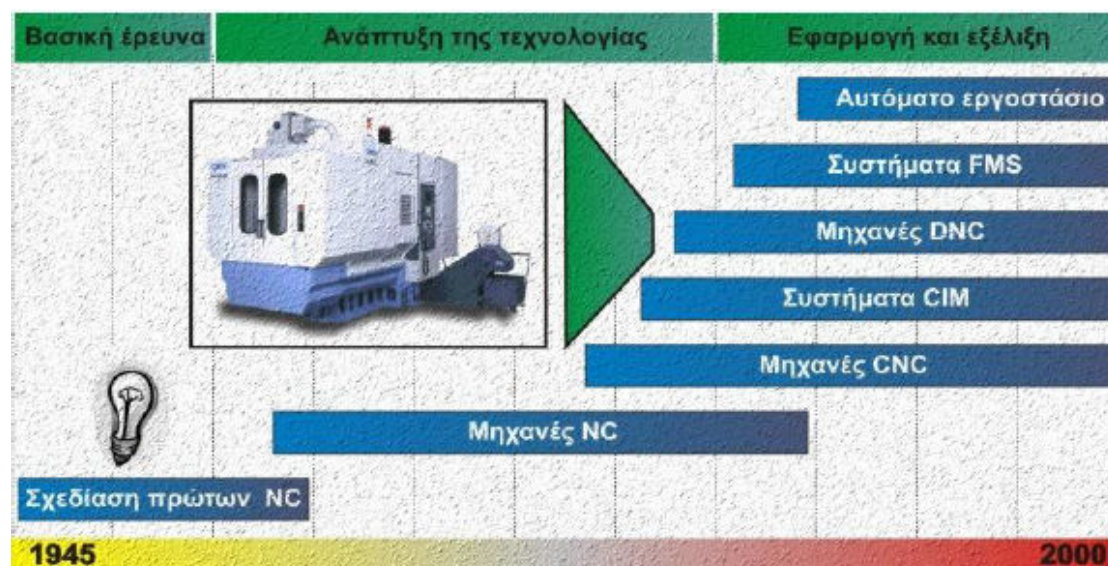 Βασική έρευνα
Ανάπτυξη της τεχνολογίας
Εφαρμογή και εξέλιξη
Αυτόματο εργοστάσιο
Συστήματα FMS
Μηχανές DNC
Συστήματα CIM
Μηχανές CNC
Μηχανές NC
Σχεδίαση πρώτων NC
1945
2000